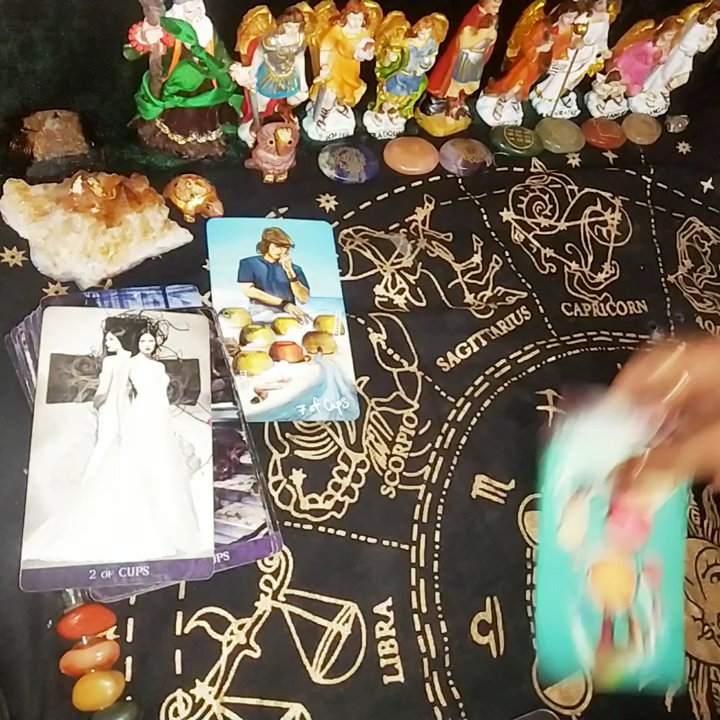 CAPRICORN
SAGITTARIUS
7 of Cups
SCORPIO
2 OF CUPS
LIBRA